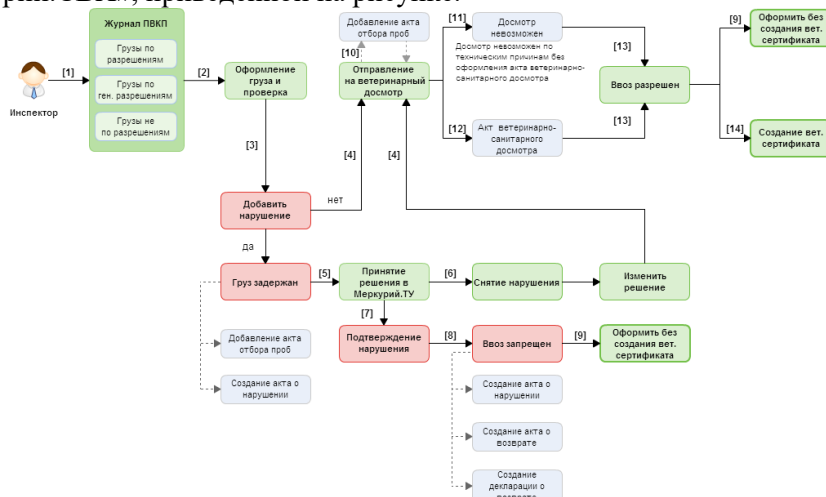 Журнал ПВКП
Грузы по
разрешениям
Грузы по
ген. разрешениям
Грузы не
по разрешениям
Инспектор
[1]
[2]
Оформление
груза и
проверка
[3]
Добавить
нарушение
нет
да
[4]
[4]
Добавление акта
отбора проб
[10]
Отправление
на ветеринарный
досмотр
[11]
Досмотр
невозможен
Досмотр невозможен по
техническим причинам без
оформления акта ветеринарно-
санитарного досмотра
[12]
Акт ветеринарно-
санитарного
досмотра
[13]
[13]
Ввоз разрешен
[9]
Оформить без
создания вет.
сертификата
[14]
Создание вет.
сертификата
Груз задержан
[5]
Принятие
решения в
Меркурий.ТУ
[6]
Снятие нарушения
Изменить
решение
[7]
Добавление акта
отбора проб
Создание акта о
нарушении
Подтверждение
нарушения
[8]
Ввоз запрещен
[9]
Оформить без
создания вет.
сертификата
Создание акта о
нарушении
Создание акта о
возврате
Создание
декларации о